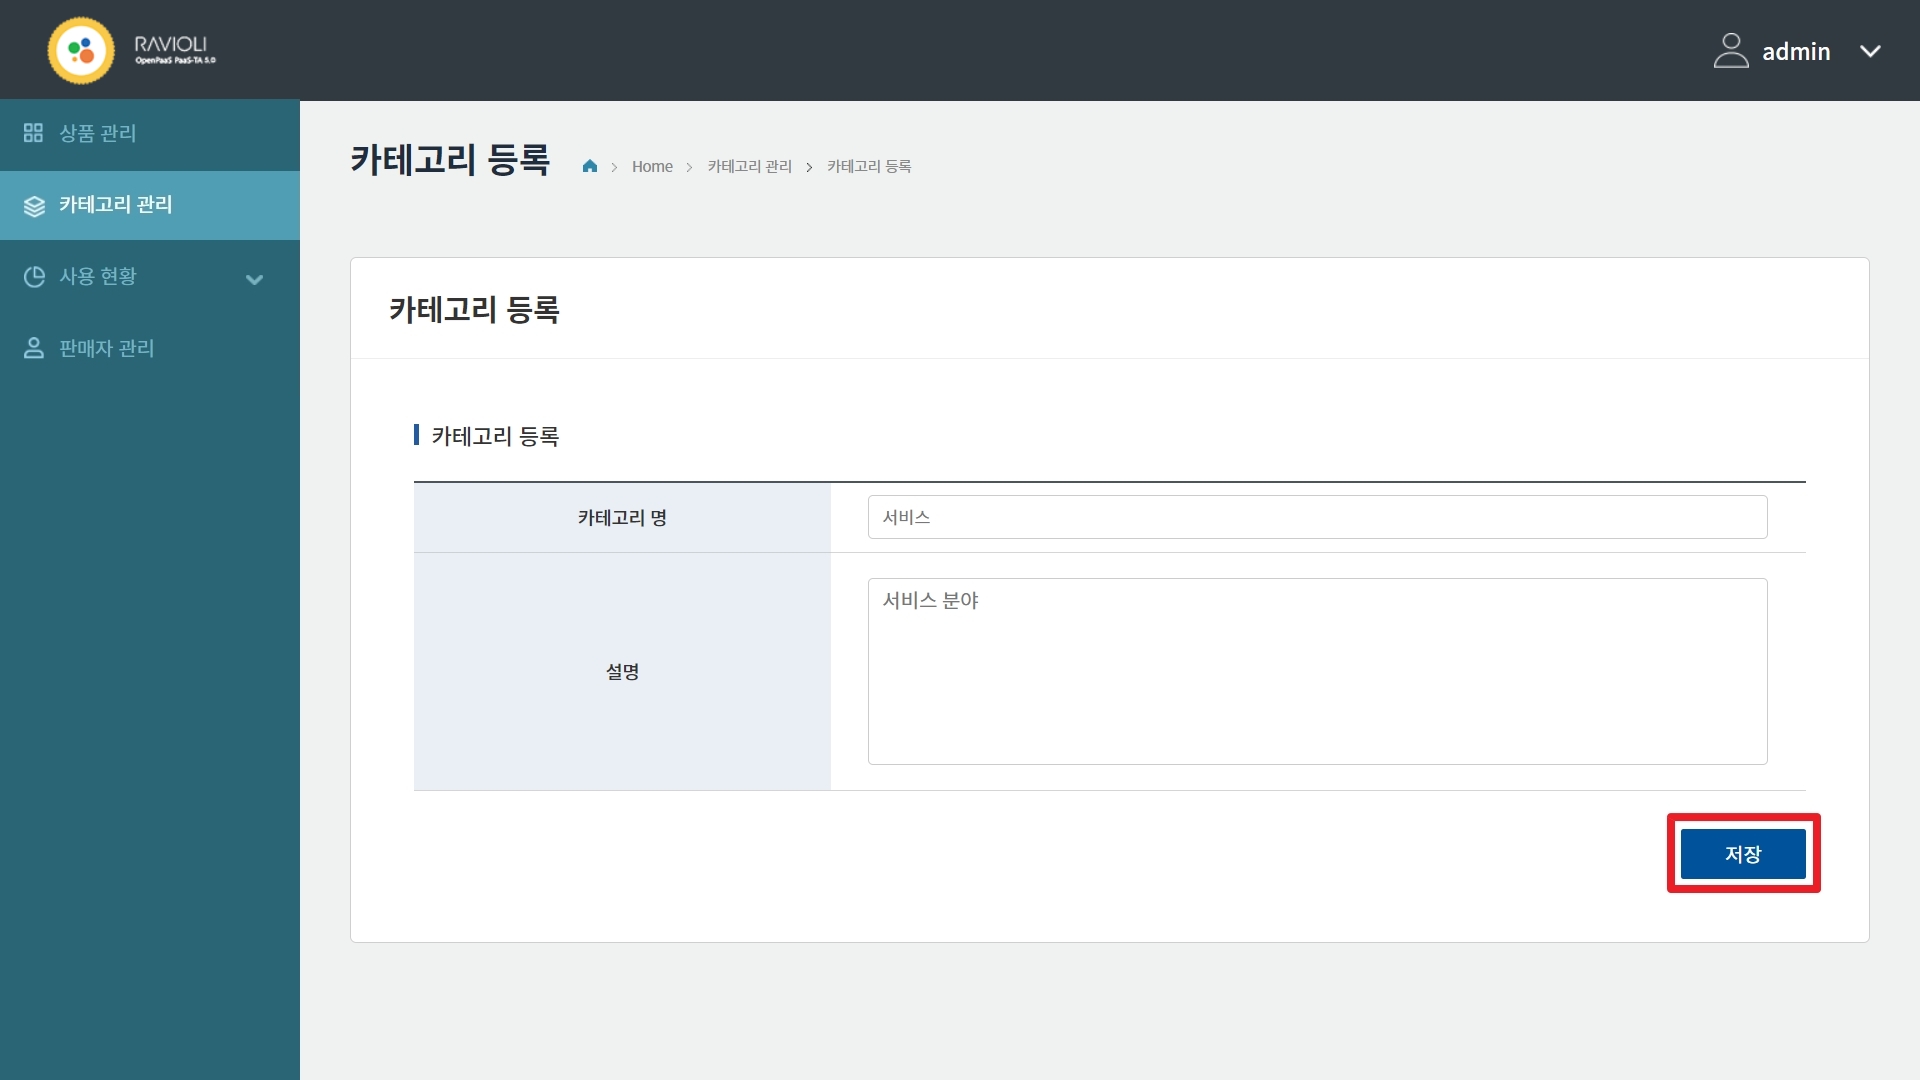 RAVIOLI
OpenPaaS PaaS-TA 5.0
admin
상품 관리
카테고리 관리
사용 현황
판매자 관리
카테고리 등록
Home
카테고리 관리
카테고리 등록
카테고리 등록
카테고리 등록
카테고리 명
서비스
설명
서비스 분야
저장